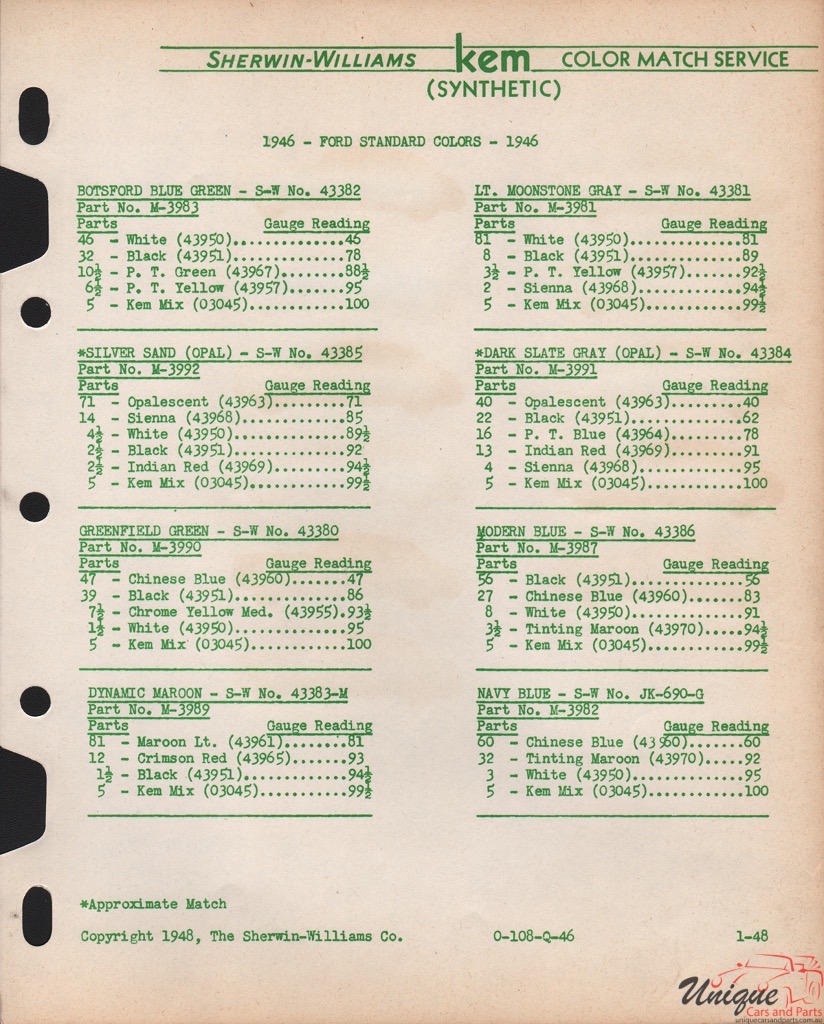 SHERWIN-WILLIAMS kem COLOR MATCH SERVICE
(SYNTHETIC)
1946 - FORD STANDARD COLORS - 1946
BOTSFORD BLUE GREEN - S-W No. 43382
Part No. M-3983
Parts Gauge Reading
46 - White (43950)..............46
32 - Black (43951)..............78
10½ - P. T. Green (43967).......88½
6½ - P. T. Yellow (43957).......95
5 - Kem Mix (03045)............100
*SILVER SAND (OPAL) - S-W No. 43385
Part No. M-3992
Parts Gauge Reading
71 - Opalescent (43963).........71
14 - Sienna (43968).............85
4½ - White (43950)..............89½
2½ - Black (43951)..............92
2½ - Indian Red (43969).........94½
5 - Kem Mix (03045)............99½
GREENFIELD GREEN - S-W No. 43380
Part No. M-3990
Parts Gauge Reading
47 - Chinese Blue (43960).......47
39 - Black (43951)..............86
7½ - Chrome Yellow Med. (43955).93½
1½ - White (43950)..............95
5 - Kem Mix (03045)............100
DYNAMIC MAROON - S-W No. 43383-M
Part No. M-3989
Parts Gauge Reading
81 - Maroon Lt. (43961)........81
12 - Crimson Red (43965).......93
1½ - Black (43951).............94½
5 - Kem Mix (03045)...........99½
LT. MOONSTONE GRAY - S-W No. 43381
Part No. M-3981
Parts Gauge Reading
81 - White (43950)..............81
8 - Black (43951)..............89
3½ - P. T. Yellow (43957).......92½
2 - Sienna (43968).............94½
5 - Kem Mix (03045)............99½
*DARK SLATE GRAY (OPAL) - S-W No. 43384
Part No. M-3991
Parts Gauge Reading
40 - Opalescent (43963).........40
22 - Black (43951)..............62
16 - P. T. Blue (43964).........78
13 - Indian Red (43969).........91
4 - Sienna (43968).............95
5 - Kem Mix (03045)............100
MODERN BLUE - S-W No. 43386
Part No. M-3987
Parts Gauge Reading
56 - Black (43951)..............56
27 - Chinese Blue (43960).......83
8 - White (43950)..............91
3½ - Tinting Maroon (43970).....94½
5 - Kem Mix (03045)............99½
NAVY BLUE - S-W No. JK-690-G
Part No. M-3982
Parts Gauge Reading
60 - Chinese Blue (43960).......60
32 - Tinting Maroon (43970).....92
3 - White (43950)..............95
5 - Kem Mix (03045)............100
*Approximate Match
Copyright 1948, The Sherwin-Williams Co. O-108-Q-46 1-48
Unique
Cars and Parts
uniquecarsandparts.com.au